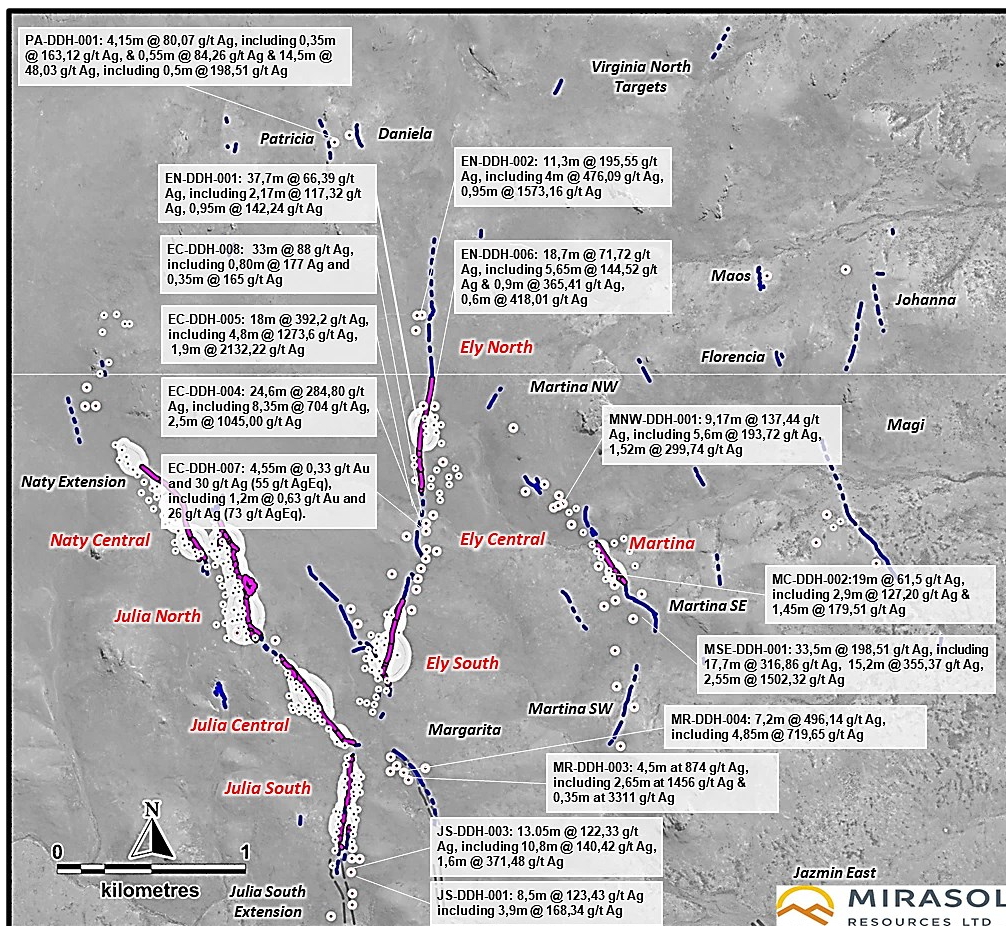 PA-DDH-001: 4,15m @ 80,07 g/t Ag, including 0,35m
@ 163,12 g/t Ag, & 0,55m @ 84,26 g/t Ag & 14,5m @
48,03 g/t Ag, including 0,5m @198,51 g/t Ag
Virginia North
Targets
Patricia
Daniela
EN-DDH-001: 37,7m @ 66,39 g/t
Ag, including 2,17m @ 117,32 g/t
Ag, 0,95m @ 142,24 g/t Ag
EN-DDH-002: 11,3m @ 195,55 g/t
Ag, including 4m @ 476,09 g/t Ag,
0,95m @ 1573,16 g/t Ag
EC-DDH-008: 33m @ 88 g/t Ag,
including 0,80m @ 177 Ag and
0,35m @ 165 g/t Ag
EN-DDH-006: 18,7m @ 71,72 g/t
Ag, including 5,65m @ 144,52 g/t
Ag & 0,9m @ 365,41 g/t Ag,
0,6m @ 418,01 g/t Ag
Maos
Johanna
EC-DDH-005: 18m @ 392,2 g/t Ag,
including 4,8m @ 1273,6 g/t Ag,
1,9m @ 2132,22 g/t Ag
Ely North
Florencia
EC-DDH-004: 24,6m @ 284,80 g/t
Ag, including 8,35m @ 704 g/t Ag,
2,5m @ 1045,00 g/t Ag
Martina NW
MNW-DDH-001: 9,17m @ 137,44 g/t
Ag, including 5,6m @ 193,72 g/t Ag,
1,52m @ 299,74 g/t Ag
Magi
EC-DDH-007: 4,55m @ 0,33 g/t Au
and 30 g/t Ag (55 g/t AgEq),
including 1,2m @ 0,63 g/t Au and
26 g/t Ag (73 g/t AgEq).
Naty Extension
Naty Central
Ely Central
Martina
MC-DDH-002:19m @ 61,5 g/t Ag,
including 2,9m @ 127,20 g/t Ag &
1,45m @ 179,51 g/t Ag
Julia North
Martina SE
MSE-DDH-001: 33,5m @ 198,51 g/t Ag, including
17,7m @ 316,86 g/t Ag, 15,2m @ 355,37 g/t Ag,
2,55m @ 1502,32 g/t Ag
Ely South
Julia Central
Margarita
Martina SW
MR-DDH-004: 7,2m @ 496,14 g/t Ag,
including 4,85m @ 719,65 g/t Ag
Julia South
MR-DDH-003: 4,5m at 874 g/t Ag,
including 2,65m at 1456 g/t Ag &
0,35m at 3311 g/t Ag
N
0 1
kilometres
JS-DDH-003: 13.05m @ 122,33 g/t
Ag, including 10,8m @ 140,42 g/t Ag,
1,6m @ 371,48 g/t Ag
Julia South
Extension
JS-DDH-001: 8,5m @ 123,43 g/t Ag
including 3,9m @ 168,34 g/t Ag
Jazmin East
MIRASOL
RESOURCES LTD